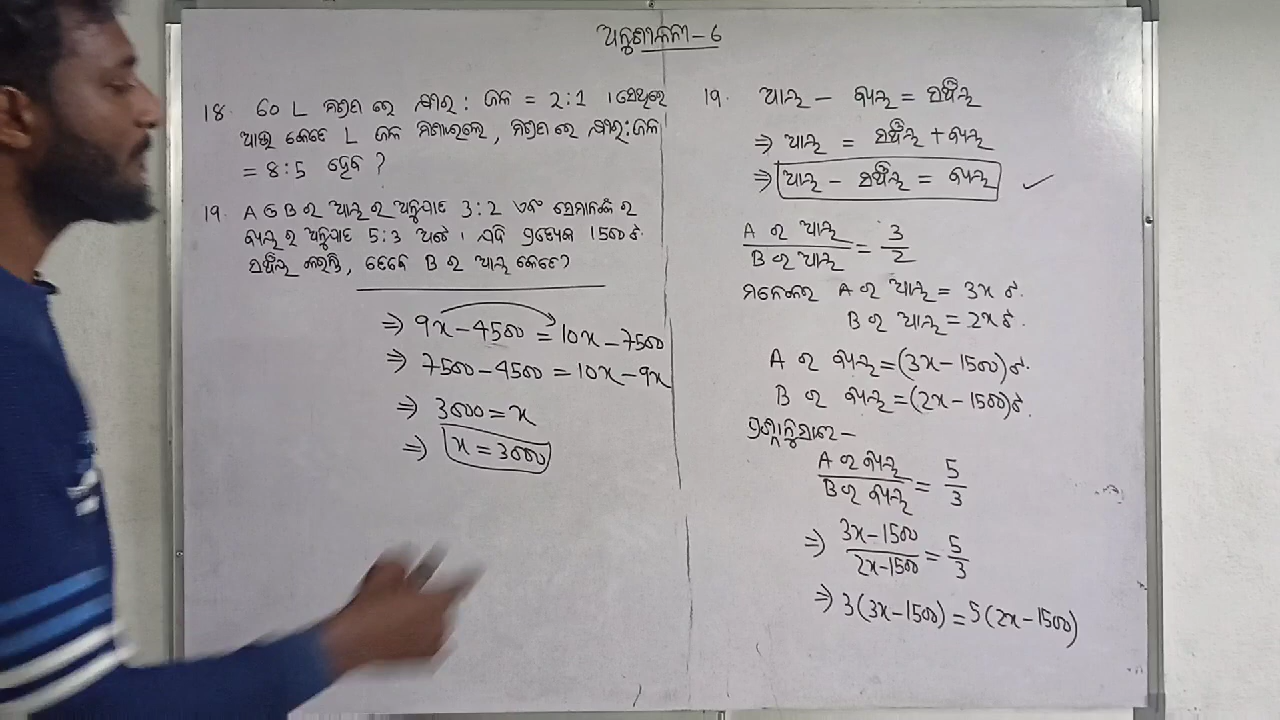 ଅନୁଶୀଳନୀ - ୬
18. 60 L ମିଶ୍ରଣ ରେ କ୍ଷୀର : ଜଳ = 2:1 । ସେଥିରେ
ଆଉ କେତେ L ଜଳ ମିଶାଇଲେ, ମିଶ୍ରଣ ରେ କ୍ଷୀର:ଜଳ
= 8:5 ହେବ ?
19. A ଓ B ର ଆୟ ର ଅନୁପାତ 3:2 ଏବଂ ସେମାନଙ୍କ ର
ବ୍ୟୟ ର ଅନୁପାତ 5:3 ଅଟେ । ଯଦି ପ୍ରତ୍ୟେକ 1500 ଟ.
ସଞ୍ଚୟ କରନ୍ତି, ତେବେ B ର ଆୟ କେତେ?
⇒ 9x - 4500 = 10x - 7500
⇒ 7500 - 4500 = 10x - 9x
⇒ 3000 = x
⇒ x = 3000
19. ଆୟ - ବ୍ୟୟ = ସଞ୍ଚୟ
⇒ ଆୟ = ସଞ୍ଚୟ + ବ୍ୟୟ
⇒ ଆୟ - ସଞ୍ଚୟ = ବ୍ୟୟ ✓
A ର ଆୟ / B ର ଆୟ = 3/2
ମନେକର A ର ଆୟ = 3x ଟ.
B ର ଆୟ = 2x ଟ.
A ର ବ୍ୟୟ = (3x - 1500) ଟ.
B ର ବ୍ୟୟ = (2x - 1500) ଟ.
ପ୍ରଶ୍ନାନୁସାରେ -
A ର ବ୍ୟୟ / B ର ବ୍ୟୟ = 5/3
⇒ 3x - 1500 / 2x - 1500 = 5/3
⇒ 3(3x - 1500) = 5(2x - 1500)